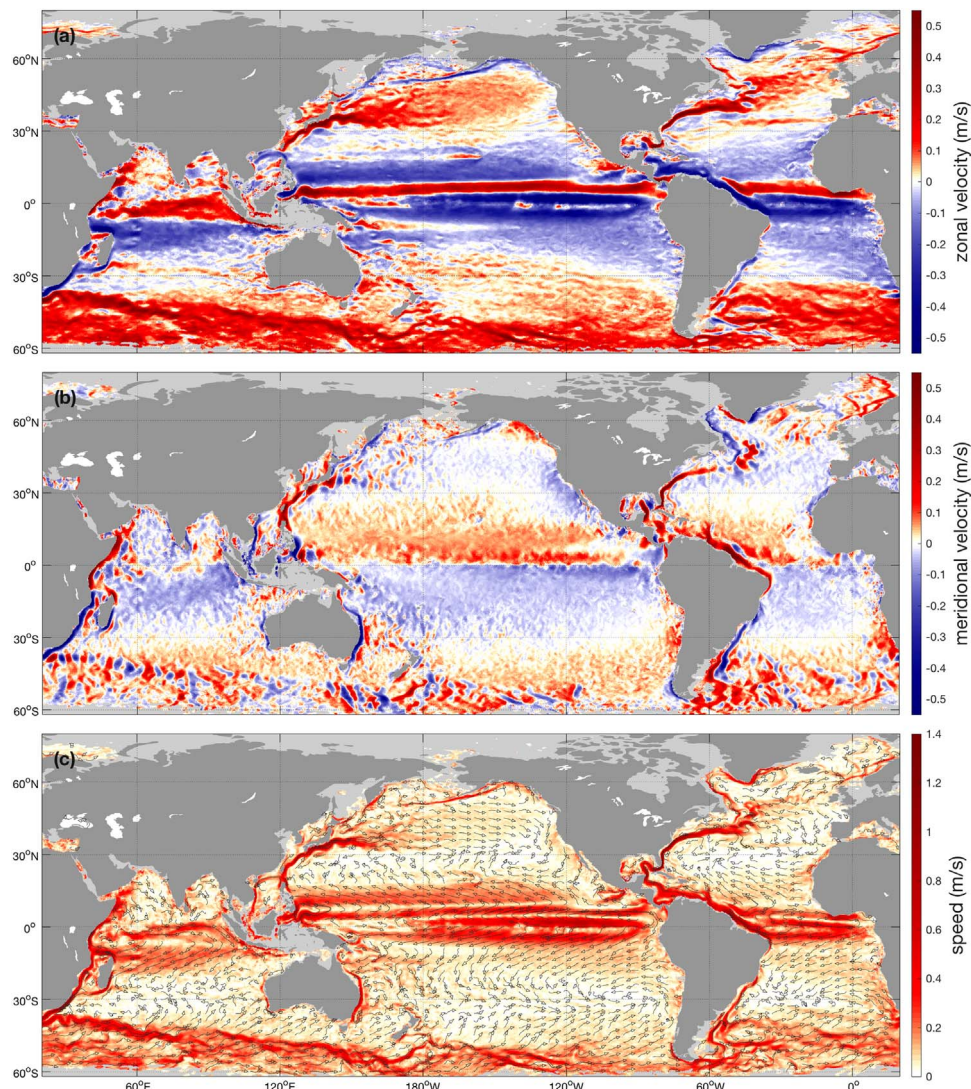 (a)
60°N
30°N
0°N
30°S
60°S
0.5
0.4
0.3
0.2
0.1
0
-0.1
-0.2
-0.3
-0.4
-0.5
zonal velocity (m/s)
(b)
60°N
30°N
0°N
30°S
60°S
0.5
0.4
0.3
0.2
0.1
0
-0.1
-0.2
-0.3
-0.4
-0.5
meridional velocity (m/s)
(c)
60°N
30°N
0°N
30°S
60°S
1.4
1.2
1
0.8
0.6
0.4
0.2
0
speed (m/s)
60°E 120°E 180°W 120°W 60°W 0°